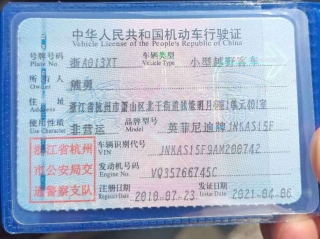 中华人民共和国机动车行驶证
Vehicle License of the People's Republic of China
号牌号码 浙A013XT 车辆类型 小型越野客车
Plate No. Vehicle Type
所有人
Owner
住址 浙江省杭州市萧山区北干街道
Address
使用性质 非营运 品牌型号 英菲尼迪牌JNKAS15F
Use Character Model
车辆识别代号 JNKAS15F9AM200742
VIN
发动机号码 VQ35766745C
Engine No.
浙江省杭州
市公安局交
通警察支队
注册日期 2010-07-23 发证日期 2021-04-06
Register Date Issue Date